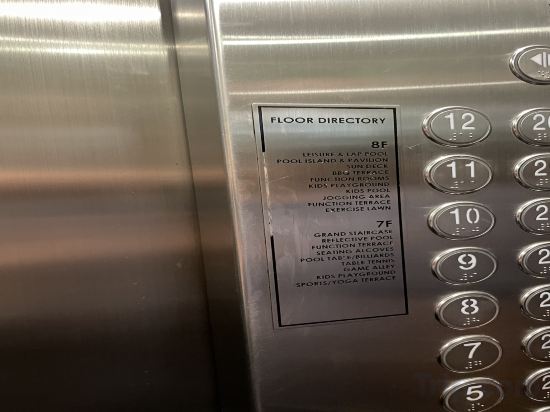 FLOOR DIRECTORY
8F
LEISURE & LAP POOL
POOL ISLAND & PAVILION
SUN DECK
BBQ TERRACE
FUNCTION ROOMS
KIDS PLAYGROUND
KIDS POOL
JOGGING AREA
FUNCTION TERRACE
EXERCISE LAWN
7F
GRAND STAIRCASE
REFLECTIVE POOL
FUNCTION TERRACE
SEATING ALCOVES
POOL TABLE/BILLIARDS
TABLE TENNIS
GAME ALLEY
KIDS PLAYGROUND
SPORTS/YOGA TERRACE
12
11
10
9
8
7
5